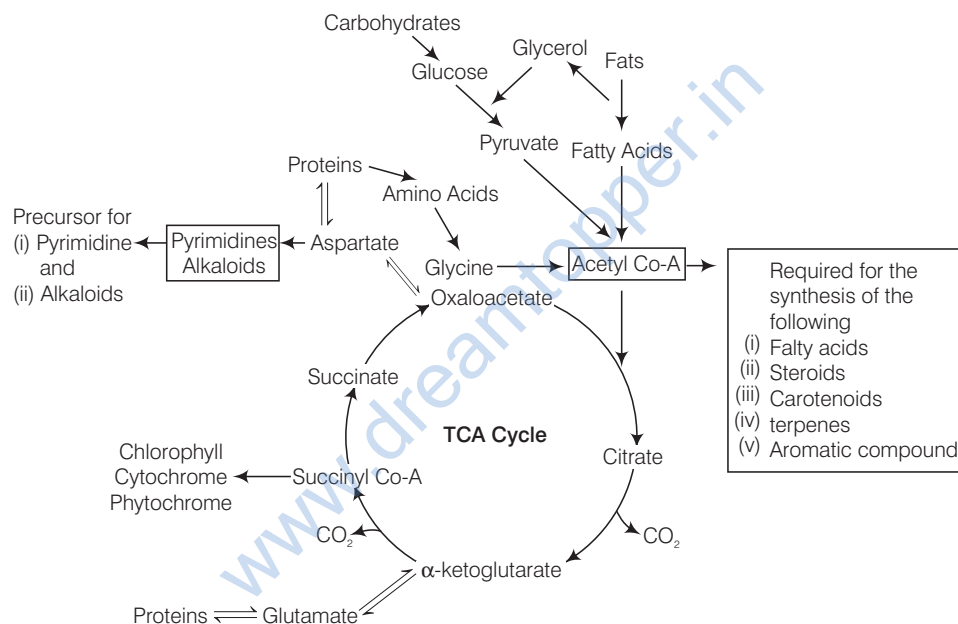 Carbohydrates
Glycerol
Fats
Glucose
Pyruvate
Fatty Acids
Proteins
Amino Acids
Precursor for
(i) Pyrimidine
and
(ii) Alkaloids
Pyrimidines
Alkaloids
Aspartate
Glycine
Acetyl Co-A
Oxaloacetate
Required for the
synthesis of the
following
(i) Falty acids
(ii) Steroids
(iii) Carotenoids
(iv) terpenes
(v) Aromatic compound
Succinate
TCA Cycle
Citrate
Chlorophyll
Cytochrome
Phytochrome
Succinyl Co-A
CO₂
CO₂
α-ketoglutarate
Proteins
Glutamate
www.dreamtopper.in